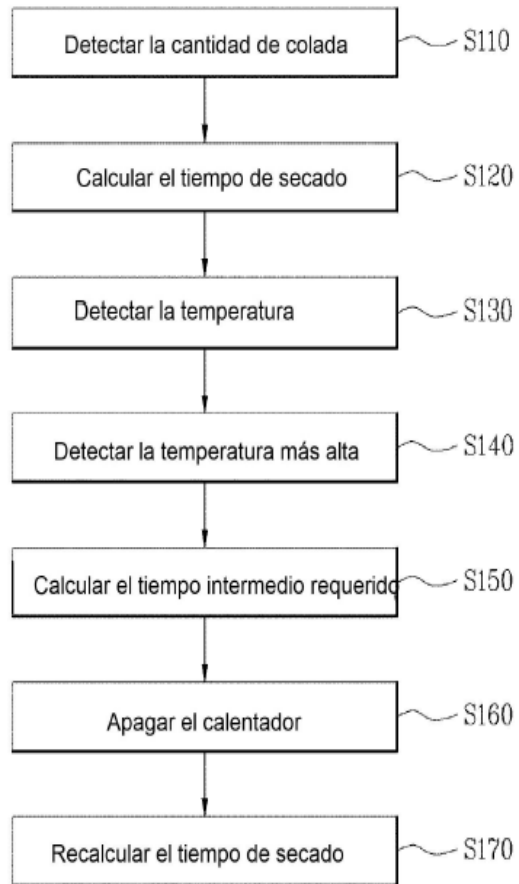 Detectar la cantidad de colada S110
Calcular el tiempo de secado S120
Detectar la temperatura S130
Detectar la temperatura más alta S140
Calcular el tiempo intermedio requerido S150
Apagar el calentador S160
Recalcular el tiempo de secado S170